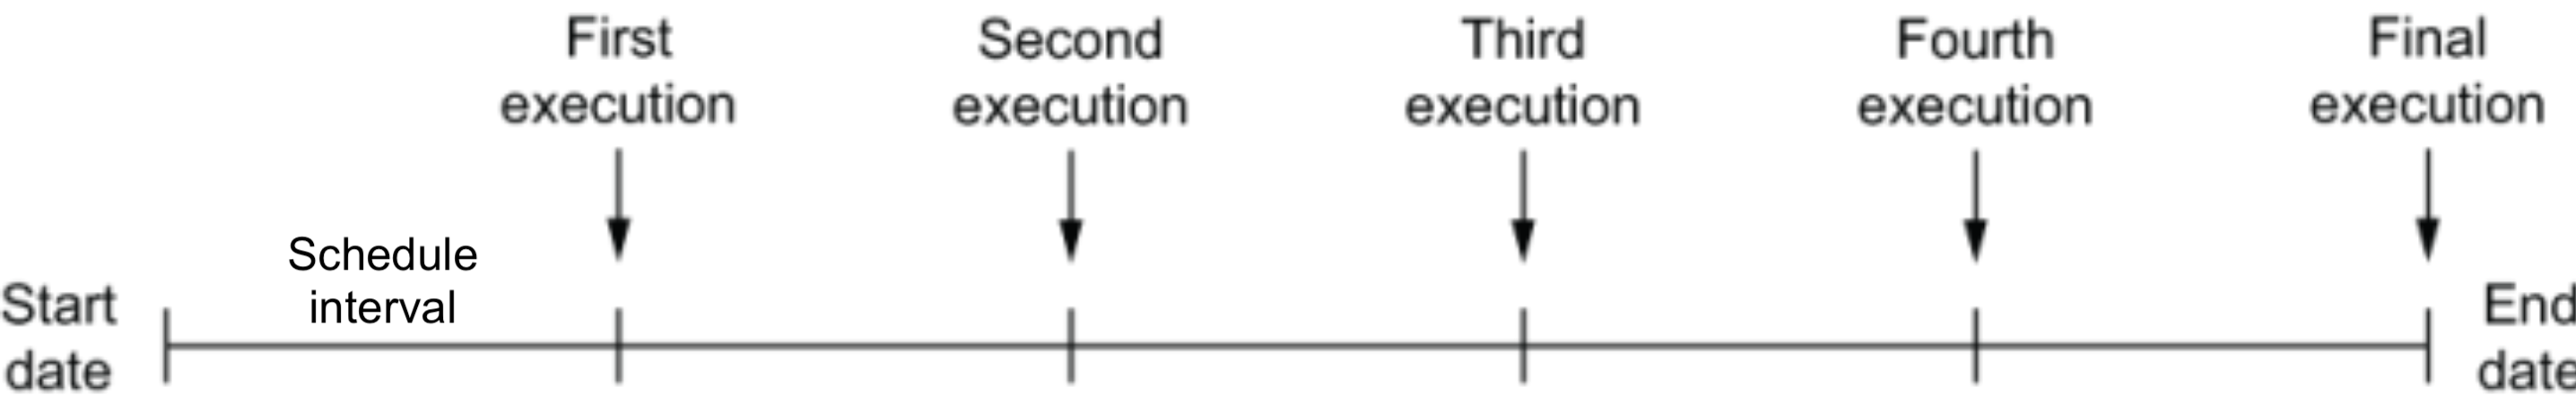 First
execution
Second
execution
Third
execution
Fourth
execution
Final
execution
Schedule
interval
Start
date
End
date